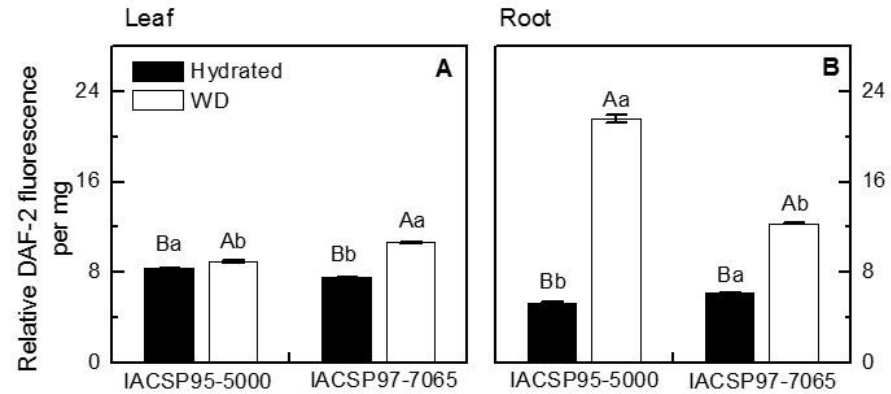 Leaf
Root
Hydrated
WD
A
B
Relative DAF-2 fluorescence
per mg
24
16
8
0
Ba
Ab
Bb
Aa
Bb
Aa
Ba
Ab
24
16
8
0
IACSP95-5000
IACSP97-7065
IACSP95-5000
IACSP97-7065